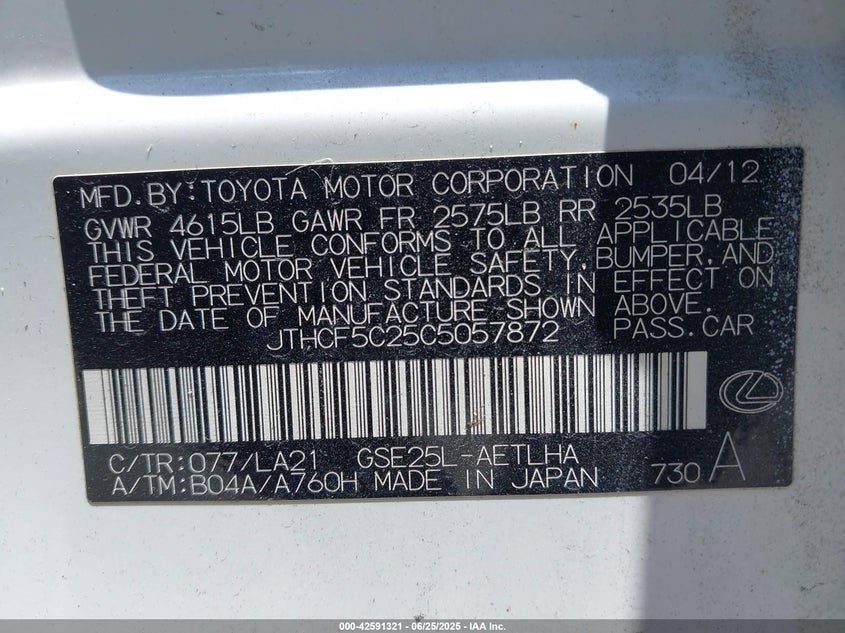 MFD.BY:TOYOTA MOTOR CORPORATION 04/12
GVWR 4615LB GAWR FR 2575LB RR 2535LB
THIS VEHICLE CONFORMS TO ALL APPLICABLE
FEDERAL MOTOR VEHICLE SAFETY,BUMPER,AND
THEFT PREVENTION STANDARDS IN EFFECT ON
THE DATE OF MANUFACTURE SHOWN ABOVE.
JTHCF5C25C5057872 PASS.CAR
C/TR:077/LA21 GSE25L-AETLHA
A/TM:B04A/A760H MADE IN JAPAN 730 A
000-42591321 - 06/25/2025 - IAA Inc.